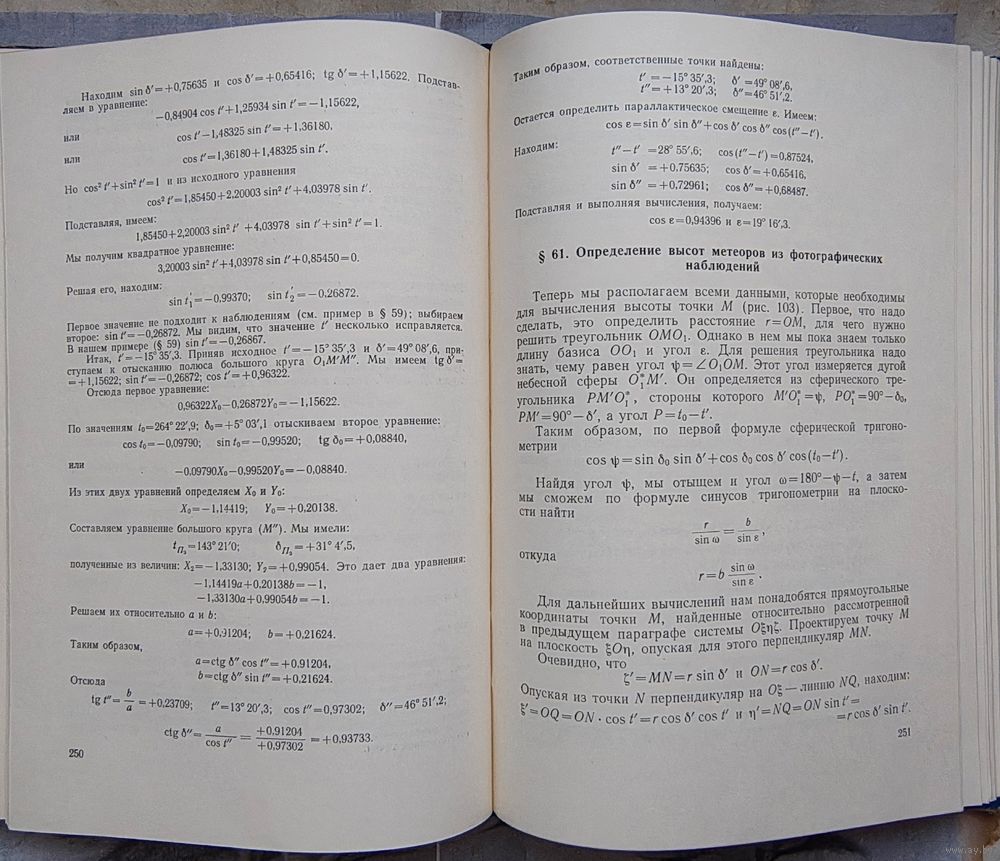 Находим sin δ′=+0,75635 и cos δ′=+0,65416; tg δ′=+1,15622. Подстав-
ляем в уравнение:
−0,84904 cos t′+1,25934 sin t′=−1,15622,
или
cos t′−1,48325 sin t′=+1,36180,
или
cos t′=1,36180+1,48325 sin t′.
Но cos² t′+sin² t′=1 и из исходного уравнения
cos² t′=1,85450+2,20003 sin² t′+4,03978 sin t′.
Подставляя, имеем:
1,85450+2,20003 sin² t′ +4,03978 sin t′+sin² t′=1.
Мы получим квадратное уравнение:
3,20003 sin² t′+4,03978 sin t′+0,85450=0.
Решая его, находим:
sin t′₁=−0,99370; sin t′₂=−0,26872.
Первое значение не подходит к наблюдениям (см. пример в § 59); выбираем
второе: sin t′=−0,26872. Мы видим, что значение t′ несколько исправляется.
В нашем примере (§ 59) sin t′=−0,26867.
Итак, t′=−15° 35′,3. Приняв исходное t′=−15° 35′,3 и δ′=49° 08′,6, при-
ступаем к отысканию полюса большого круга O₁M′M″. Мы имеем tg δ′=
=+1,15622; sin t′=−0,26872; cos t′=+0,96322.
Отсюда первое уравнение:
0,96322X₀−0,26872Y₀=−1,15622.
По значениям t₀=264° 22′,9; δ₀=+5° 03′,1 отыскиваем второе уравнение:
cos t₀=−0,09790; sin t₀=−0,99520; tg δ₀=+0,08840,
или
−0,09790X₀−0,99520Y₀=−0,08840.
Из этих двух уравнений определяем X₀ и Y₀:
X₀=−1,14419; Y₀=+0,20138.
Составляем уравнение большого круга (M″). Мы имели:
t_П₂=143° 21′0; δ_П₂=+31° 4′,5,
полученные из величин: X₂=−1,33130; Y₂=+0,99054. Это дает два уравнения:
−1,14419a+0,20138b=−1,
−1,33130a+0,99054b=−1.
Решаем их относительно a и b:
a=+0,91204; b=+0,21624.
Таким образом,
a=ctg δ″ cos t″=+0,91204,
b=ctg δ″ sin t″=+0,21624.
Отсюда
tg t″= b/a =+0,23709; t″=13° 20′,3; cos t″=0,97302; δ″=46° 51′,2;
ctg δ″= a/cos t″ = +0,91204/+0,97302 =+0,93733.
250
Таким образом, соответственные точки найдены:
t′ =−15° 35′,3; δ′ =49° 08′,6,
t″=+13° 20′,3; δ″=46° 51′,2.
Остается определить параллактическое смещение ε. Имеем:
cos ε=sin δ′ sin δ″+cos δ′ cos δ″ cos (t″−t′).
Находим:
t″−t′ =28° 55′,6; cos (t″−t′)=0,87524,
sin δ′ =+0,75635; cos δ′=+0,65416,
sin δ″ =+0,72961; cos δ″=+0,68487.
Подставляя и выполняя вычисления, получаем:
cos ε=0,94396 и ε=19° 16′,3.
§ 61. Определение высот метеоров из фотографических
наблюдений
Теперь мы располагаем всеми данными, которые необходимы
для вычисления высоты точки M (рис. 103). Первое, что надо
сделать, это определить расстояние r=OM, для чего нужно
решить треугольник OMO₁. Однако в нем мы пока знаем только
длину базиса OO₁ и угол ε. Для решения треугольника надо
знать, чему равен угол ψ=∠O₁OM. Этот угол измеряется дугой
небесной сферы O₁*M′. Он определяется из сферического тре-
угольника PM′O₁*, стороны которого M′O₁*=ψ, PO₁*=90°−δ₀,
PM′=90°−δ′, а угол P=t₀−t′.
Таким образом, по первой формуле сферической тригоно-
метрии
cos ψ=sin δ₀ sin δ′+cos δ₀ cos δ′ cos (t₀−t′).
Найдя угол ψ, мы отыщем и угол ω=180°−ψ−t, а затем
мы сможем по формуле синусов тригонометрии на плоско-
сти найти
r/sin ω = b/sin ε,
откуда
r=b sin ω/sin ε.
Для дальнейших вычислений нам понадобятся прямоугольные
координаты точки M, найденные относительно рассмотренной
в предыдущем параграфе системы Oξηζ. Проектируем точку M
на плоскость ξOη, опуская для этого перпендикуляр MN.
Очевидно, что
ζ′=MN=r sin δ′ и ON=r cos δ′.
Опуская из точки N перпендикуляр на Oξ — линию NQ, находим:
ξ′=OQ=ON · cos t′=r cos δ′ cos t′ и η′=NQ=ON sin t′=
=r cos δ′ sin t′.
251